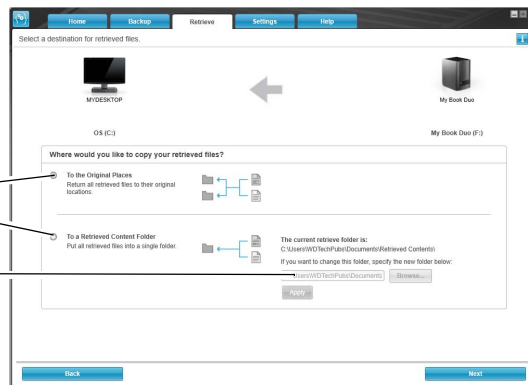 Home Backup Retrieve Settings Help
Select a destination for retrieved files.
MYDESKTOP
My Book Duo
OS (C:)
My Book Duo (F:)
Where would you like to copy your retrieved files?
To the Original Places
Return all retrieved files to their original
locations.
To a Retrieved Content Folder
Put all retrieved files into a single folder.
The current retrieve folder is:
C:\Users\WDTechPubs\Documents\Retrieved Contents\
If you want to change this folder, specify the new folder below:
Users\WDTechPubs\Documents
Browse...
Apply
Back
Next